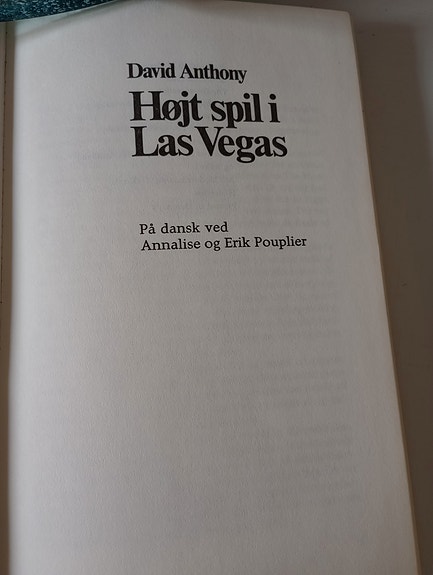 David Anthony
Højt spil i
Las Vegas
På dansk ved
Annalise og Erik Pouplier